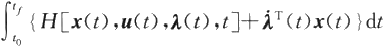 ∫_{t_0}^{t_f} {H[x(t),u(t),λ(t),t]+λ̇^T(t)x(t)}dt